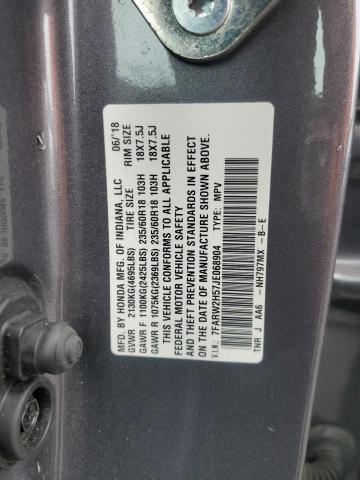 MFD. BY HONDA MFG. OF INDIANA, LLC 06/'18
GVWR 2130KG(4695LBS) RIM SIZE
GAWR F 1100KG(2425LBS) 235/60R18 103H 18X7.5J
GAWR R 1075KG(2369LBS) 235/60R18 103H 18X7.5J
THIS VEHICLE CONFORMS TO ALL APPLICABLE
FEDERAL MOTOR VEHICLE SAFETY
AND THEFT PREVENTION STANDARDS IN EFFECT
ON THE DATE OF MANUFACTURE SHOWN ABOVE.
V.I.N.: 7FARW2H57JE068904 TYPE: MPV
TNR J AA6 -NH797MX -B-E